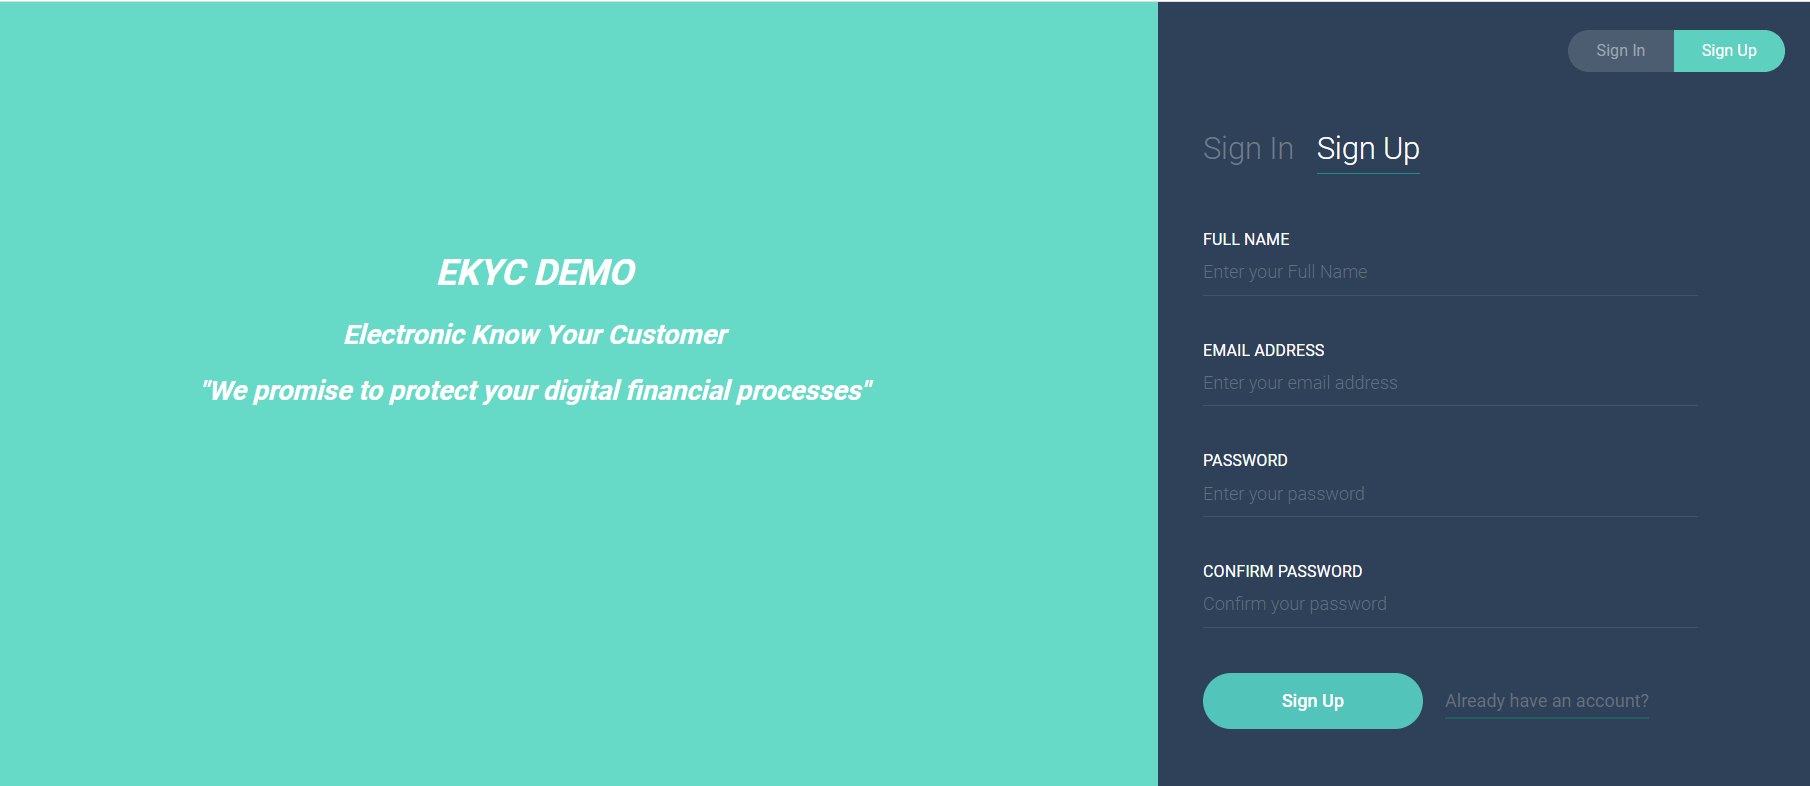 EKYC DEMO
Electronic Know Your Customer
"We promise to protect your digital financial processes"
Sign In Sign Up
Sign In Sign Up
FULL NAME
Enter your Full Name
EMAIL ADDRESS
Enter your email address
PASSWORD
Enter your password
CONFIRM PASSWORD
Confirm your password
Sign Up Already have an account?